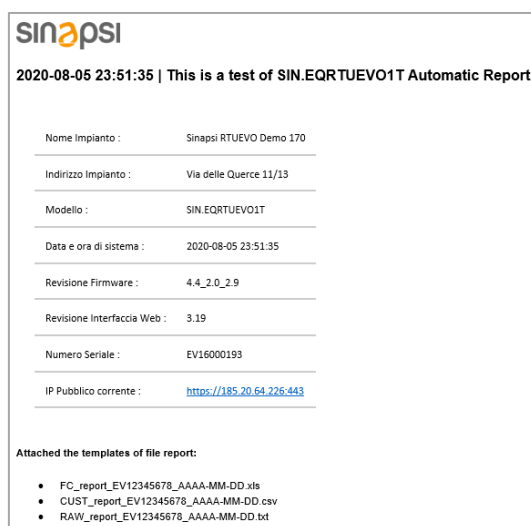 sinapsi
2020-08-05 23:51:35 | This is a test of SIN.EQRTUEVO1T Automatic Report
Nome Impianto : Sinapsi RTUEVO Demo 170
Indirizzo Impianto : Via delle Querce 11/13
Modello : SIN.EQRTUEVO1T
Data e ora di sistema : 2020-08-05 23:51:35
Revisione Firmware : 4.4_2.0_2.9
Revisione Interfaccia Web : 3.19
Numero Seriale : EV16000193
IP Pubblico corrente : https://185.20.64.226:443
Attached the templates of file report:
• FC_report_EV12345678_AAAA-MM-DD.xls
• CUST_report_EV12345678_AAAA-MM-DD.csv
• RAW_report_EV12345678_AAAA-MM-DD.txt